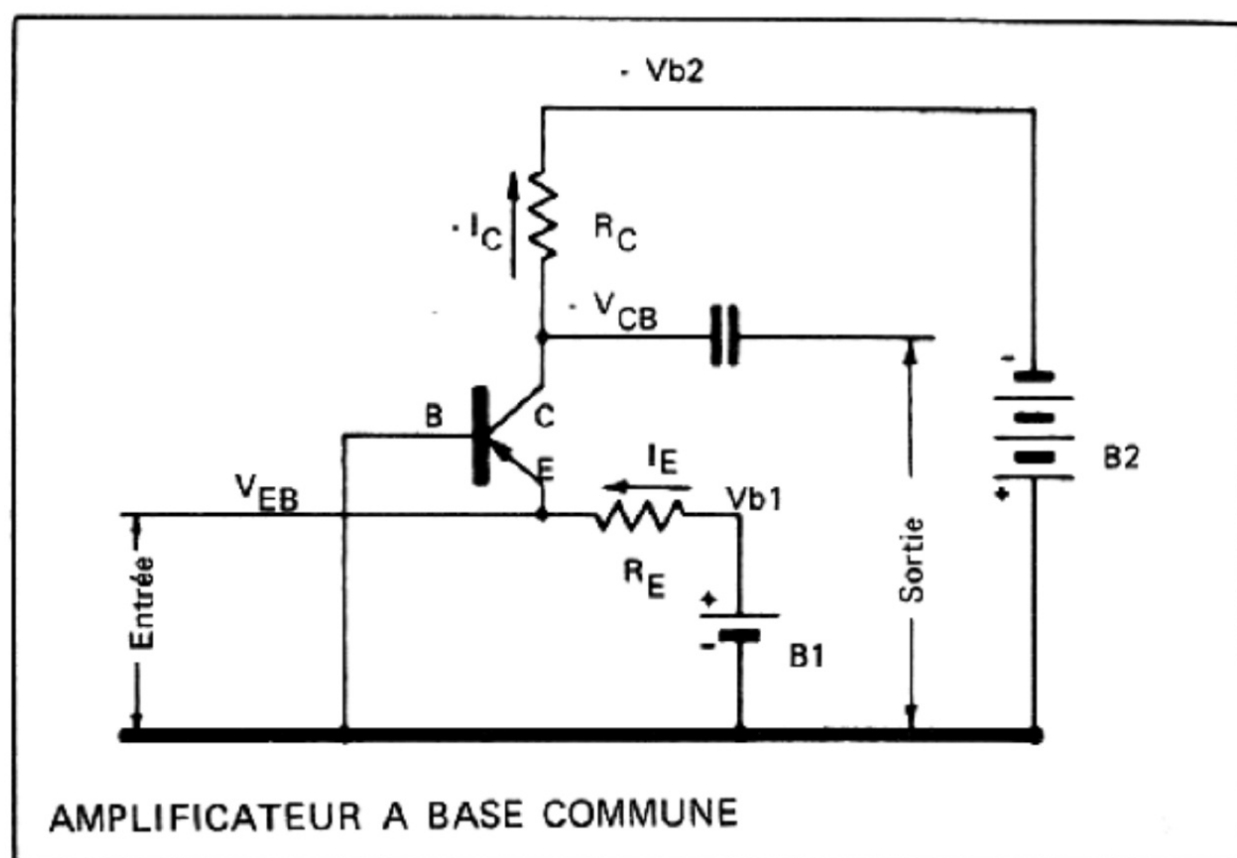 - Vb2
- IC
RC
- VCB
B
C
E
IE
VEB
Vb1
RE
Entrée
Sortie
-
+
B2
+
-
B1
AMPLIFICATEUR A BASE COMMUNE